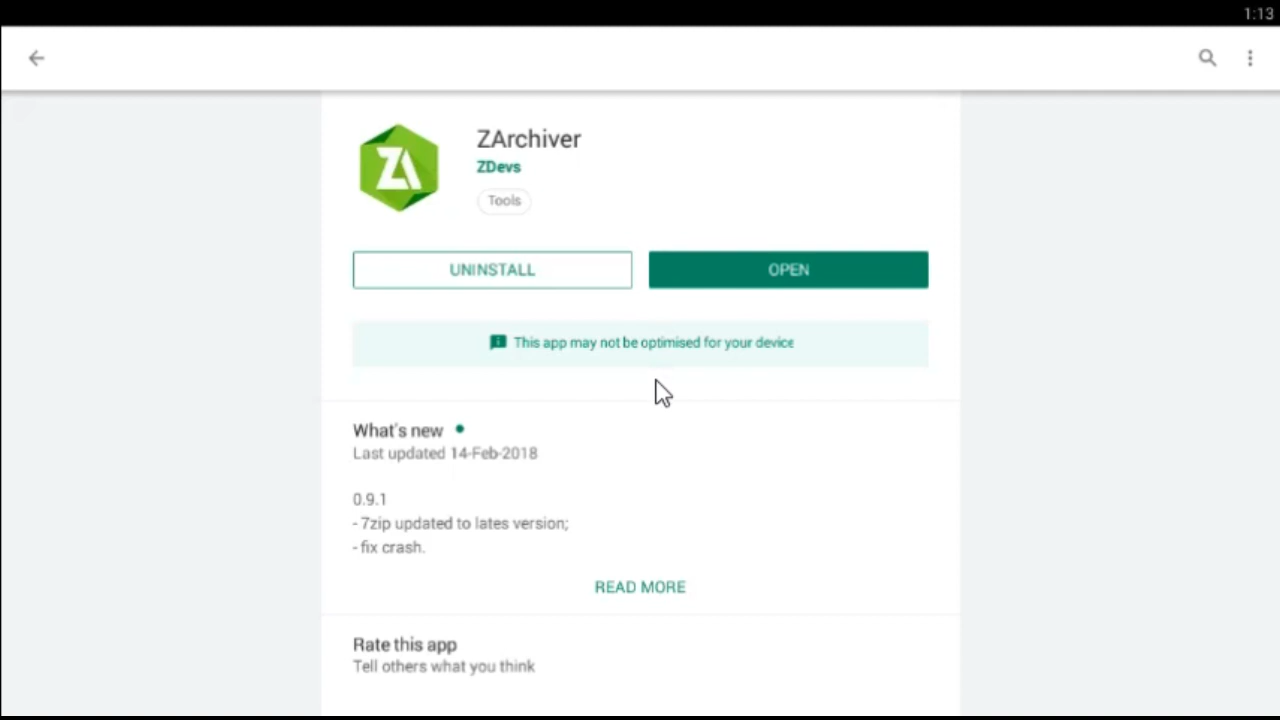 1:13
ZA
ZArchiver
ZDevs
Tools
UNINSTALL
OPEN
This app may not be optimised for your device
What's new
Last updated 14-Feb-2018
0.9.1
- 7zip updated to lates version;
- fix crash.
READ MORE
Rate this app
Tell others what you think